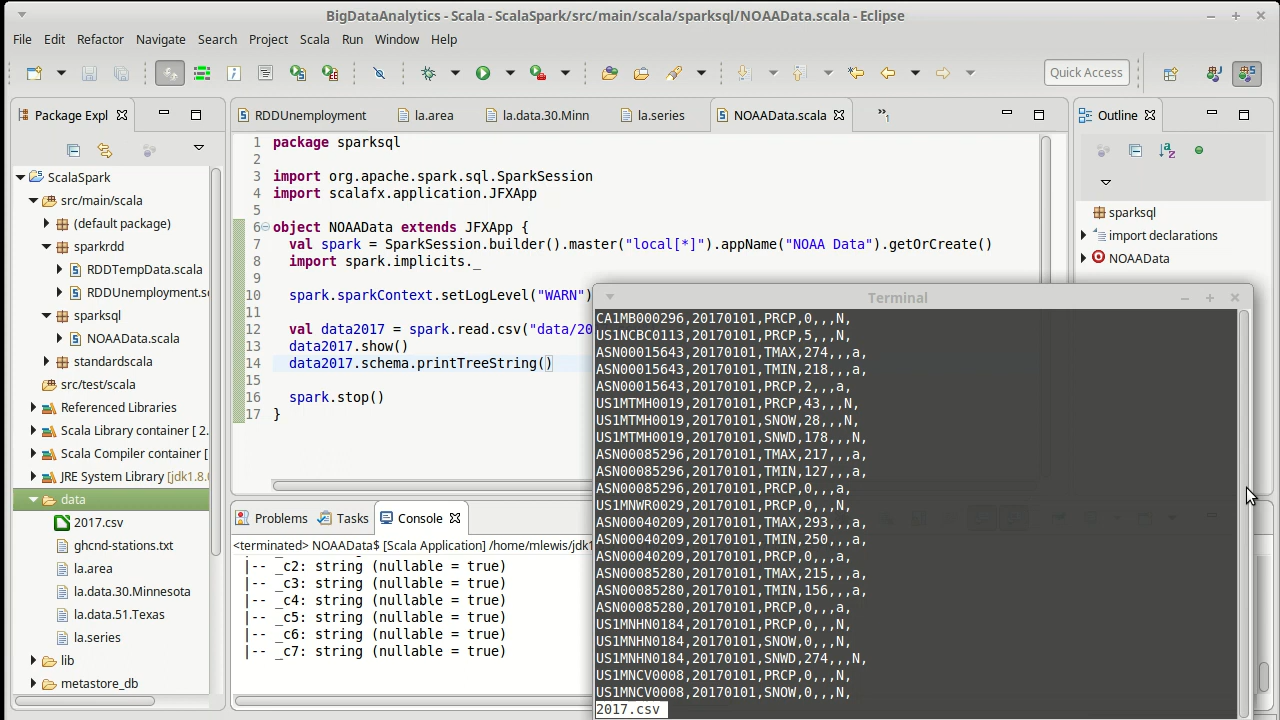 BigDataAnalytics - Scala - ScalaSpark/src/main/scala/sparksql/NOAAData.scala - Eclipse
File Edit Refactor Navigate Search Project Scala Run Window Help
Quick Access
Package Expl
ScalaSpark
src/main/scala
(default package)
sparkrdd
RDDTempData.scala
RDDUnemployment.sc
sparksql
NOAAData.scala
standardscala
src/test/scala
Referenced Libraries
Scala Library container [ 2.
Scala Compiler container [
JRE System Library [jdk1.8.0
data
2017.csv
ghcnd-stations.txt
la.area
la.data.30.Minnesota
la.data.51.Texas
la.series
lib
metastore_db
RDDUnemployment la.area la.data.30.Minn la.series NOAAData.scala »1
1 package sparksql
2
3 import org.apache.spark.sql.SparkSession
4 import scalafx.application.JFXApp
5
6 object NOAAData extends JFXApp {
7 val spark = SparkSession.builder().master("local[*]").appName("NOAA Data").getOrCreate()
8 import spark.implicits._
9
10 spark.sparkContext.setLogLevel("WARN")
11
12 val data2017 = spark.read.csv("data/20
13 data2017.show()
14 data2017.schema.printTreeString()
15
16 spark.stop()
17 }
Outline
sparksql
import declarations
NOAAData
Problems Tasks Console
<terminated> NOAAData$ [Scala Application] /home/mlewis/jdk1
|-- _c2: string (nullable = true)
|-- _c3: string (nullable = true)
|-- _c4: string (nullable = true)
|-- _c5: string (nullable = true)
|-- _c6: string (nullable = true)
|-- _c7: string (nullable = true)
Terminal
CA1MB000296,20170101,PRCP,0,,,N,
US1NCBC0113,20170101,PRCP,5,,,N,
ASN00015643,20170101,TMAX,274,,,a,
ASN00015643,20170101,TMIN,218,,,a,
ASN00015643,20170101,PRCP,2,,,a,
US1MTMH0019,20170101,PRCP,43,,,N,
US1MTMH0019,20170101,SNOW,28,,,N,
US1MTMH0019,20170101,SNWD,178,,,N,
ASN00085296,20170101,TMAX,217,,,a,
ASN00085296,20170101,TMIN,127,,,a,
ASN00085296,20170101,PRCP,0,,,a,
US1MNWR0029,20170101,PRCP,0,,,N,
ASN00040209,20170101,TMAX,293,,,a,
ASN00040209,20170101,TMIN,250,,,a,
ASN00040209,20170101,PRCP,0,,,a,
ASN00085280,20170101,TMAX,215,,,a,
ASN00085280,20170101,TMIN,156,,,a,
ASN00085280,20170101,PRCP,0,,,a,
US1MNHN0184,20170101,PRCP,0,,,N,
US1MNHN0184,20170101,SNOW,0,,,N,
US1MNHN0184,20170101,SNWD,274,,,N,
US1MNCV0008,20170101,PRCP,0,,,N,
US1MNCV0008,20170101,SNOW,0,,,N,
2017.csv